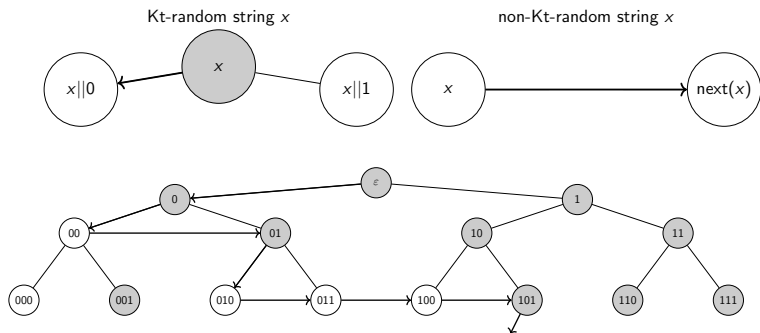 Kt-random string x
non-Kt-random string x
x||0
x
x||1
x
next(x)
ε
0
1
00
01
10
11
000
001
010
011
100
101
110
111